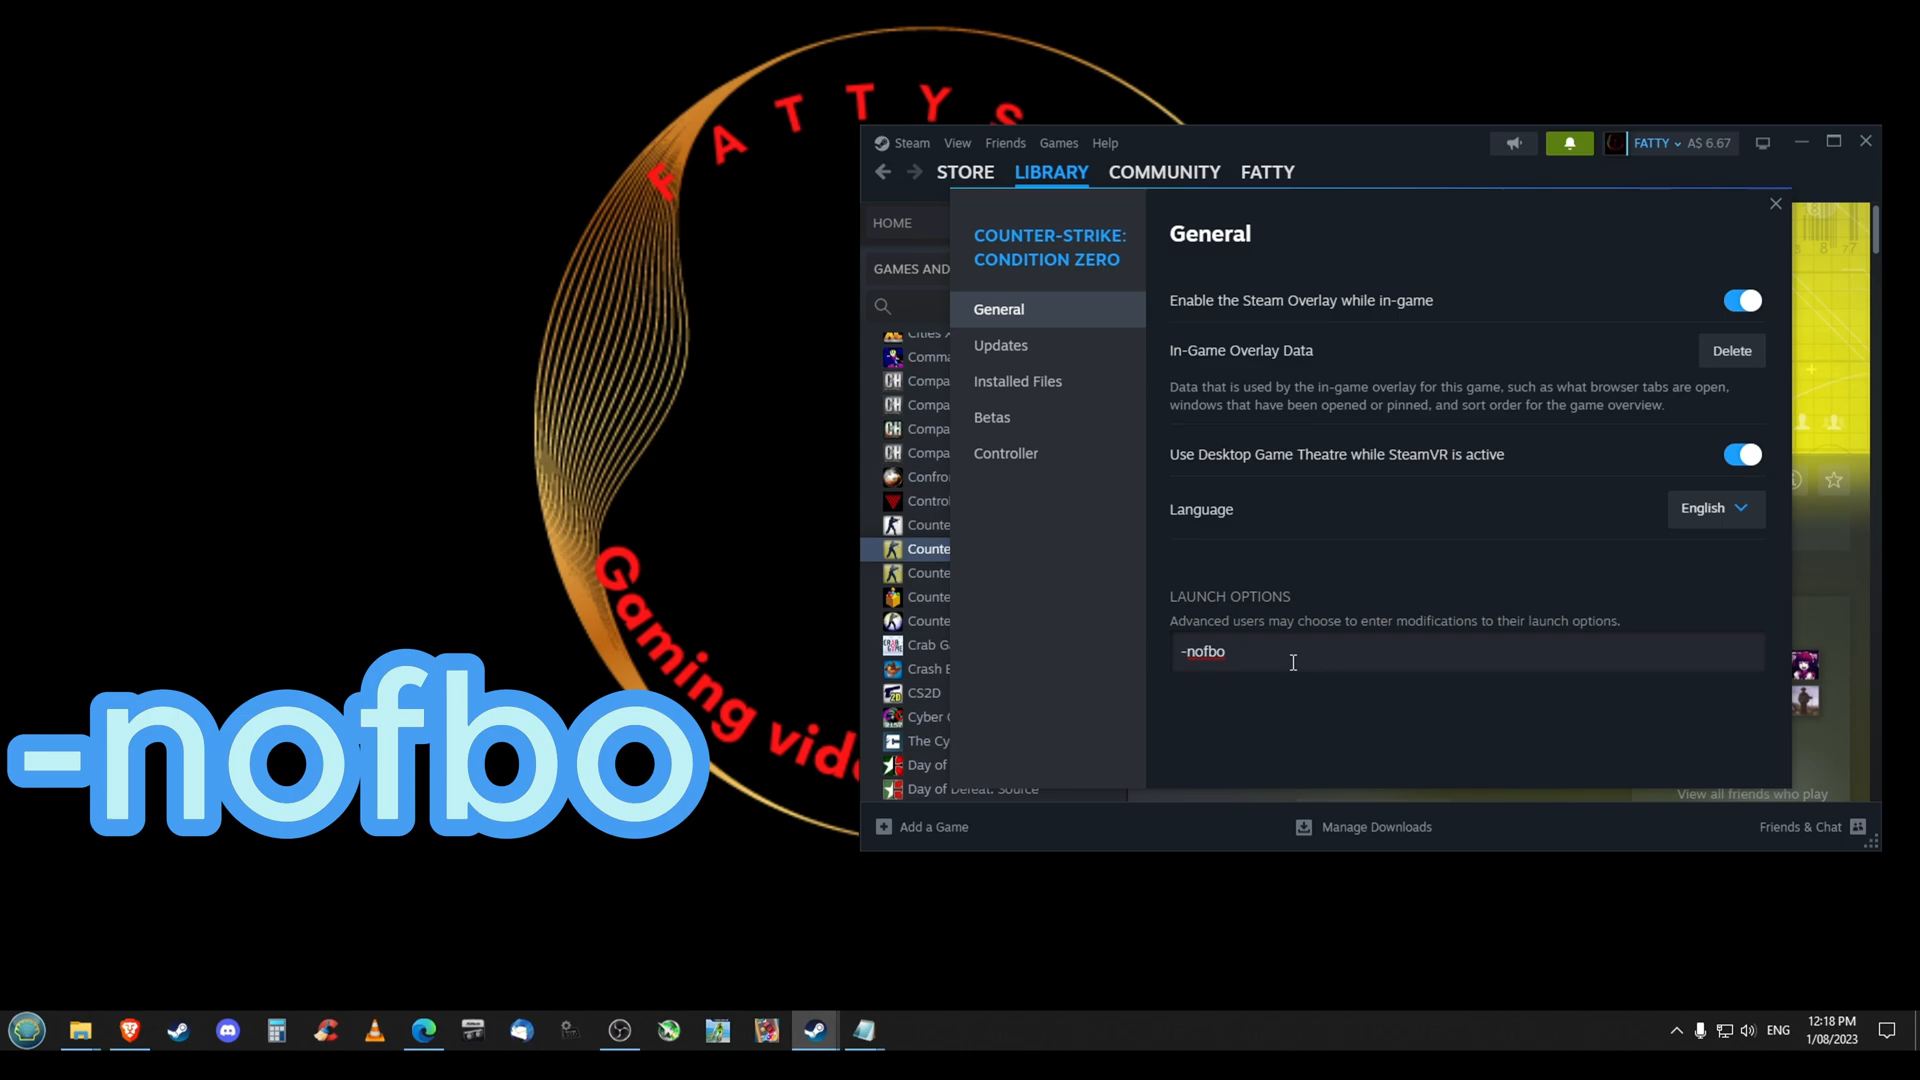 FATTYS
Gaming vid
-nofbo
Steam View Friends Games Help
FATTY A$ 6.67
STORE LIBRARY COMMUNITY FATTY
HOME
GAMES AND
Cities X
Comma
Compa
Compa
Compa
Compa
Confro
Contro
Counte
Counte
Counte
Counte
Counte
Crab G
Crash B
CS2D
Cyber
The Cy
Day of
Day of Defeat: Source
COUNTER-STRIKE:
CONDITION ZERO
General
Updates
Installed Files
Betas
Controller
General
Enable the Steam Overlay while in-game
In-Game Overlay Data
Delete
Data that is used by the in-game overlay for this game, such as what browser tabs are open,
windows that have been opened or pinned, and sort order for the game overview.
Use Desktop Game Theatre while SteamVR is active
Language
English
LAUNCH OPTIONS
Advanced users may choose to enter modifications to their launch options.
-nofbo
View all friends who play
Add a Game
Manage Downloads
Friends & Chat
ENG
12:18 PM
1/08/2023